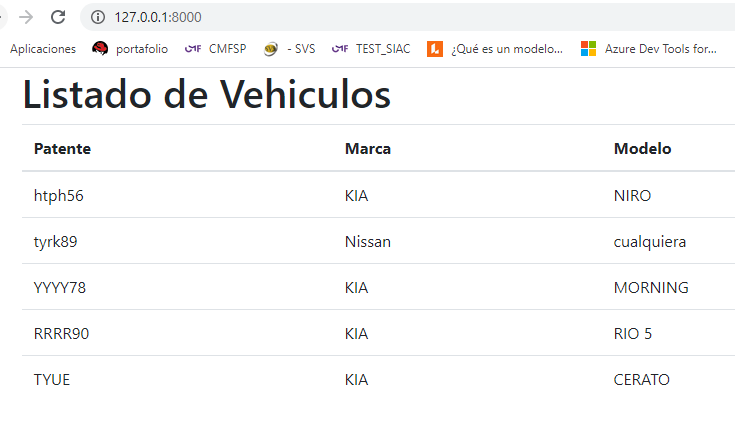 127.0.0.1:8000
Aplicaciones portafolio CMFSP - SVS TEST_SIAC ¿Qué es un modelo... Azure Dev Tools for...
Listado de Vehiculos
Patente Marca Modelo
htph56 KIA NIRO
tyrk89 Nissan cualquiera
YYYY78 KIA MORNING
RRRR90 KIA RIO 5
TYUE KIA CERATO